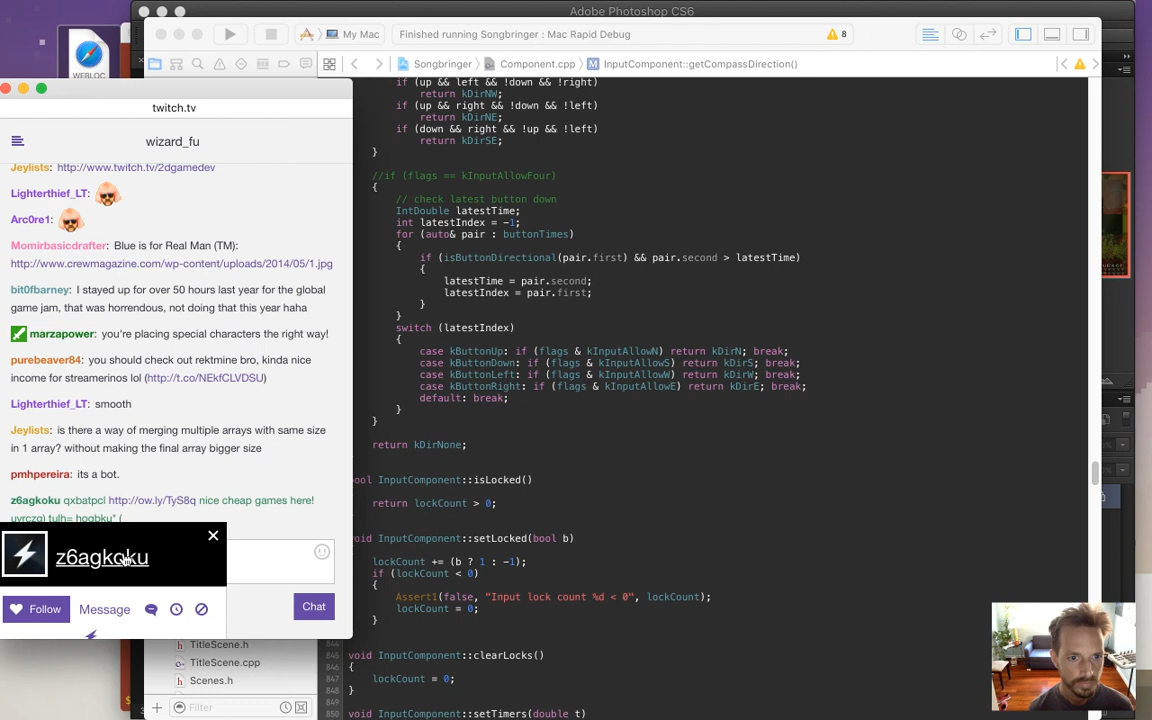 Adobe Photoshop CS6
My Mac
Finished running Songbringer : Mac Rapid Debug
8
WEBLOC
Songbringer
Component.cpp
InputComponent::getCompassDirection()
twitch.tv
wizard_fu
Jeylists: http://www.twitch.tv/2dgamedev
Lighterthief_LT:
Arc0re1:
Momirbasicdrafter: Blue is for Real Man (TM):
http://www.crewmagazine.com/wp-content/uploads/2014/05/1.jpg
bit0fbarney: I stayed up for over 50 hours last year for the global
game jam, that was horrendous, not doing that this year haha
marzapower: you're placing special characters the right way!
purebeaver84: you should check out rektmine bro, kinda nice
income for streamerinos lol (http://t.co/NEkfCLVDSU)
Lighterthief_LT: smooth
Jeylists: is there a way of merging multiple arrays with same size
in 1 array? without making the final array bigger size
pmhpereira: its a bot.
z6agkoku qxbatpcl http://ow.ly/TyS8q nice cheap games here!
z6agkoku
Follow
Message
Chat
if (up && left && !down && !right)
return kDirNW;
if (up && right && !down && !left)
return kDirNE;
if (down && right && !up && !left)
return kDirSE;
}
//if (flags == kInputAllowFour)
{
// check latest button down
IntDouble latestTime;
int latestIndex = -1;
for (auto& pair : buttonTimes)
{
if (isButtonDirectional(pair.first) && pair.second > latestTime)
{
latestTime = pair.second;
latestIndex = pair.first;
}
}
switch (latestIndex)
{
case kButtonUp: if (flags & kInputAllowN) return kDirN; break;
case kButtonDown: if (flags & kInputAllowS) return kDirS; break;
case kButtonLeft: if (flags & kInputAllowW) return kDirW; break;
case kButtonRight: if (flags & kInputAllowE) return kDirE; break;
default: break;
}
}
return kDirNone;
bool InputComponent::isLocked()
return lockCount > 0;
void InputComponent::setLocked(bool b)
lockCount += (b ? 1 : -1);
if (lockCount < 0)
{
Assert1(false, "Input lock count %d < 0", lockCount);
lockCount = 0;
}
845 void InputComponent::clearLocks()
846 {
847 lockCount = 0;
848 }
849
850 void InputComponent::setTimers(double t)
TitleScene.h
TitleScene.cpp
Scenes.h
Filter